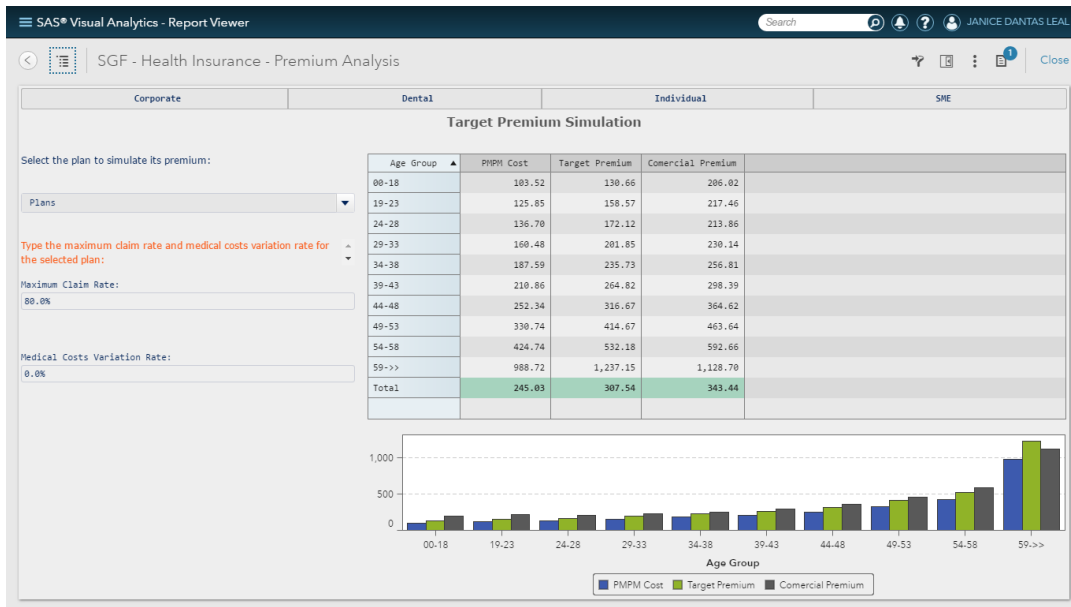 SAS® Visual Analytics - Report Viewer
Search
JANICE DANTAS LEAL
SGF - Health Insurance - Premium Analysis
1
Close
Corporate Dental Individual SME
Target Premium Simulation
Select the plan to simulate its premium:
Plans
Type the maximum claim rate and medical costs variation rate for
the selected plan:
Maximum Claim Rate:
80.0%
Medical Costs Variation Rate:
0.0%
Age Group PMPM Cost Target Premium Comercial Premium
00-18 103.52 130.66 206.02
19-23 125.85 158.57 217.46
24-28 136.70 172.12 213.86
29-33 160.48 201.85 230.14
34-38 187.59 235.73 256.81
39-43 210.86 264.82 298.39
44-48 252.34 316.67 364.62
49-53 330.74 414.67 463.64
54-58 424.74 532.18 592.66
59->> 988.72 1,237.15 1,128.70
Total 245.03 307.54 343.44
1,000
500
0
00-18 19-23 24-28 29-33 34-38 39-43 44-48 49-53 54-58 59->>
Age Group
PMPM Cost Target Premium Comercial Premium